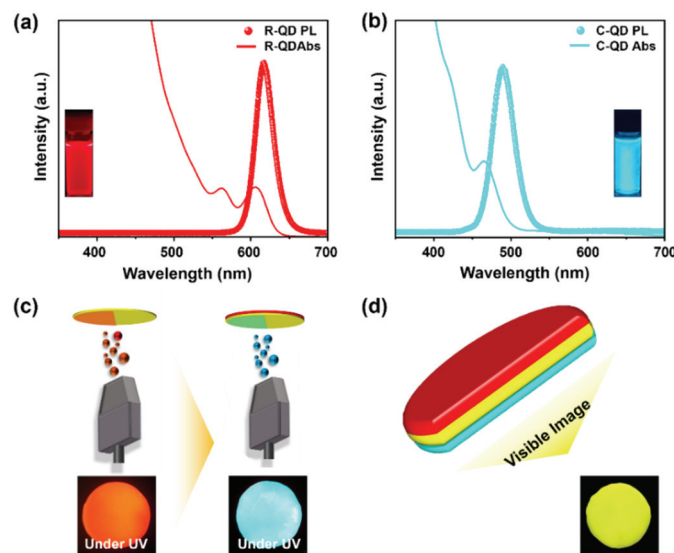 (a)
R-QD PL
R-QDAbs
Intensity (a.u.)
400 500 600 700
Wavelength (nm)
(b)
C-QD PL
C-QD Abs
Intensity (a.u.)
400 500 600 700
Wavelength (nm)
(c)
Under UV
Under UV
(d)
Visible Image